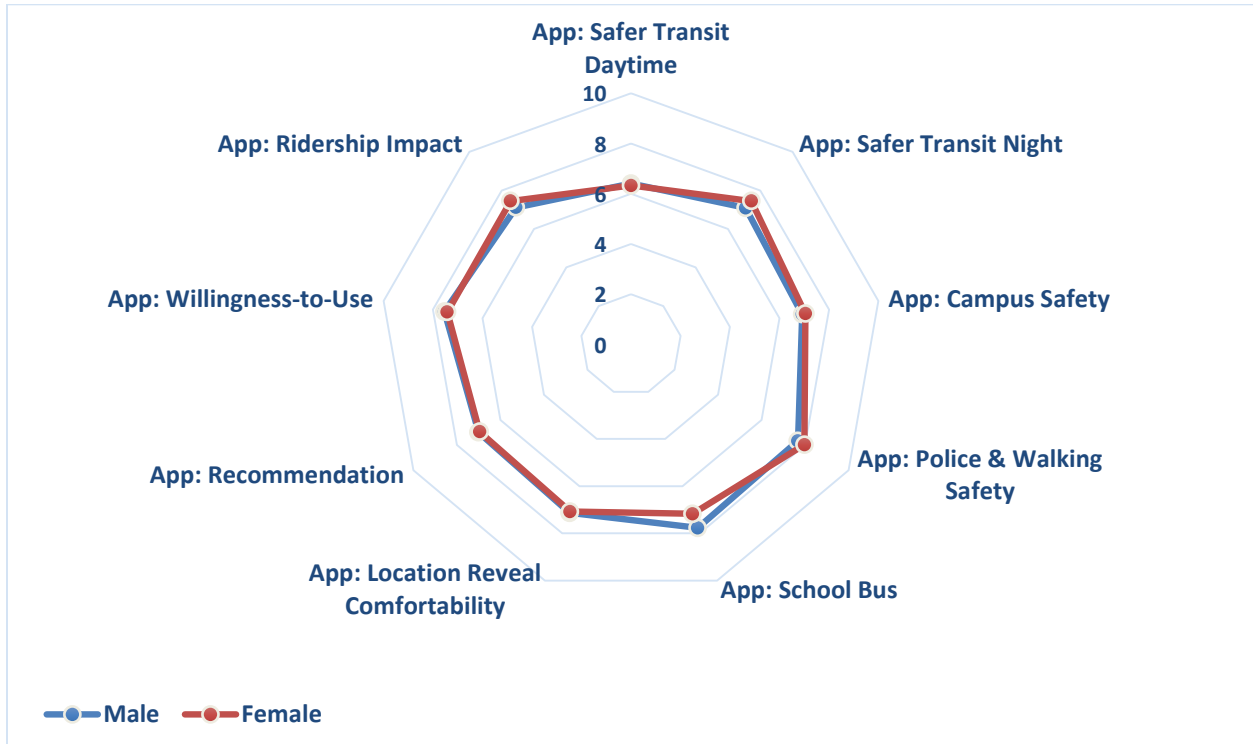 App: Safer Transit
Daytime
10
8
6
4
2
0
App: Ridership Impact
App: Safer Transit Night
App: Willingness-to-Use
App: Campus Safety
App: Recommendation
App: Police & Walking
Safety
App: Location Reveal
Comfortability
App: School Bus
Male
Female